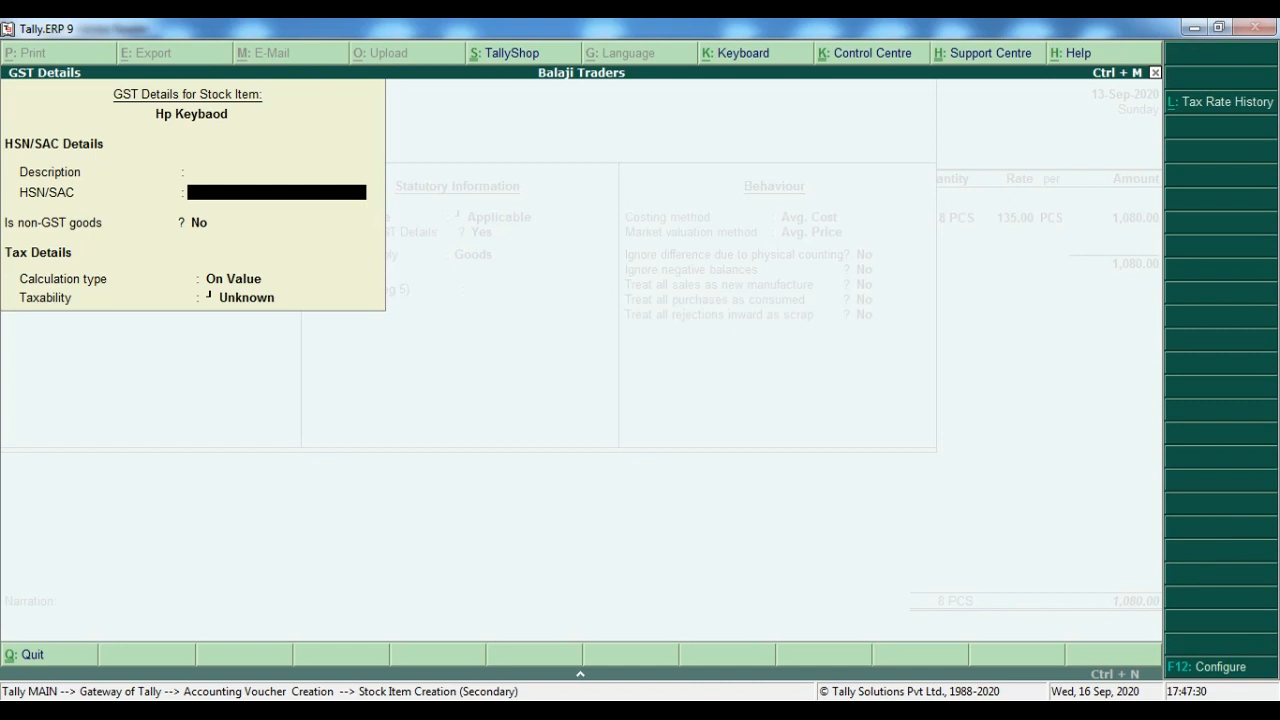 Tally.ERP 9
P: Print E: Export M: E-Mail O: Upload S: TallyShop G: Language K: Keyboard K: Control Centre H: Support Centre H: Help
GST Details Balaji Traders Ctrl + M
GST Details for Stock Item:
Hp Keybaod
HSN/SAC Details
Description :
HSN/SAC :
Is non-GST goods ? No
Tax Details
Calculation type : On Value
Taxability : ┘ Unknown
13-Sep-2020
Sunday
Statutory Information
┘ Applicable
ST Details ? Yes
Goods
g 5)
Behaviour
Costing method : Avg. Cost
Market valuation method : Avg. Price
Ignore difference due to physical counting? No
Ignore negative balances ? No
Treat all sales as new manufacture ? No
Treat all purchases as consumed ? No
Treat all rejections inward as scrap ? No
antity Rate per Amount
8 PCS 135.00 PCS 1,080.00
1,080.00
Narration:
8 PCS 1,080.00
L: Tax Rate History
F12: Configure
Q: Quit
Ctrl + N
Tally MAIN --> Gateway of Tally --> Accounting Voucher Creation --> Stock Item Creation (Secondary)
© Tally Solutions Pvt Ltd., 1988-2020 Wed, 16 Sep, 2020 17:47:30